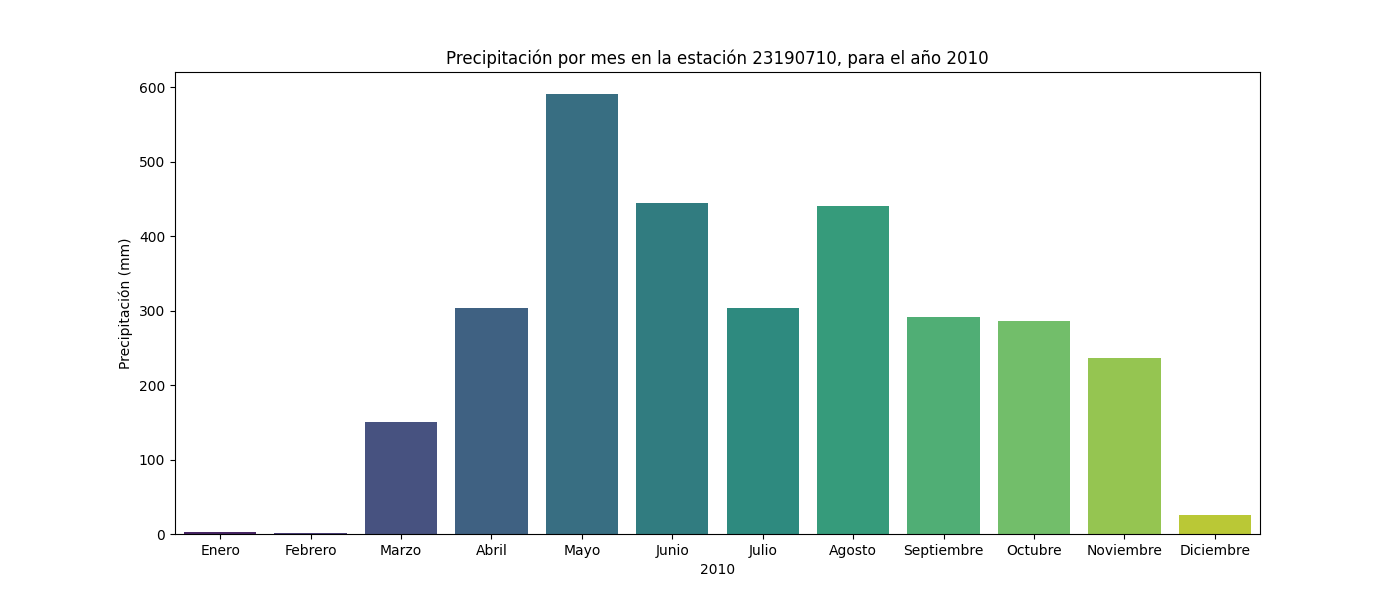 Precipitación por mes en la estación 23190710, para el año 2010
Precipitación (mm)
600
500
400
300
200
100
0
Enero Febrero Marzo Abril Mayo Junio Julio Agosto Septiembre Octubre Noviembre Diciembre
2010